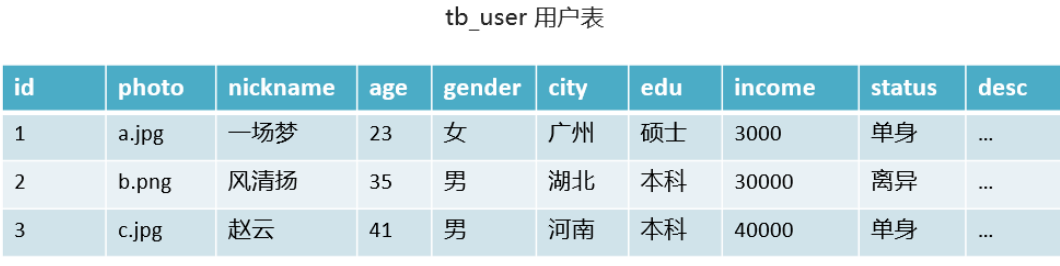 tb_user 用户表
id photo nickname age gender city edu income status desc
1 a.jpg 一场梦 23 女 广州 硕士 3000 单身 ...
2 b.png 风清扬 35 男 湖北 本科 30000 离异 ...
3 c.jpg 赵云 41 男 河南 本科 40000 单身 ...